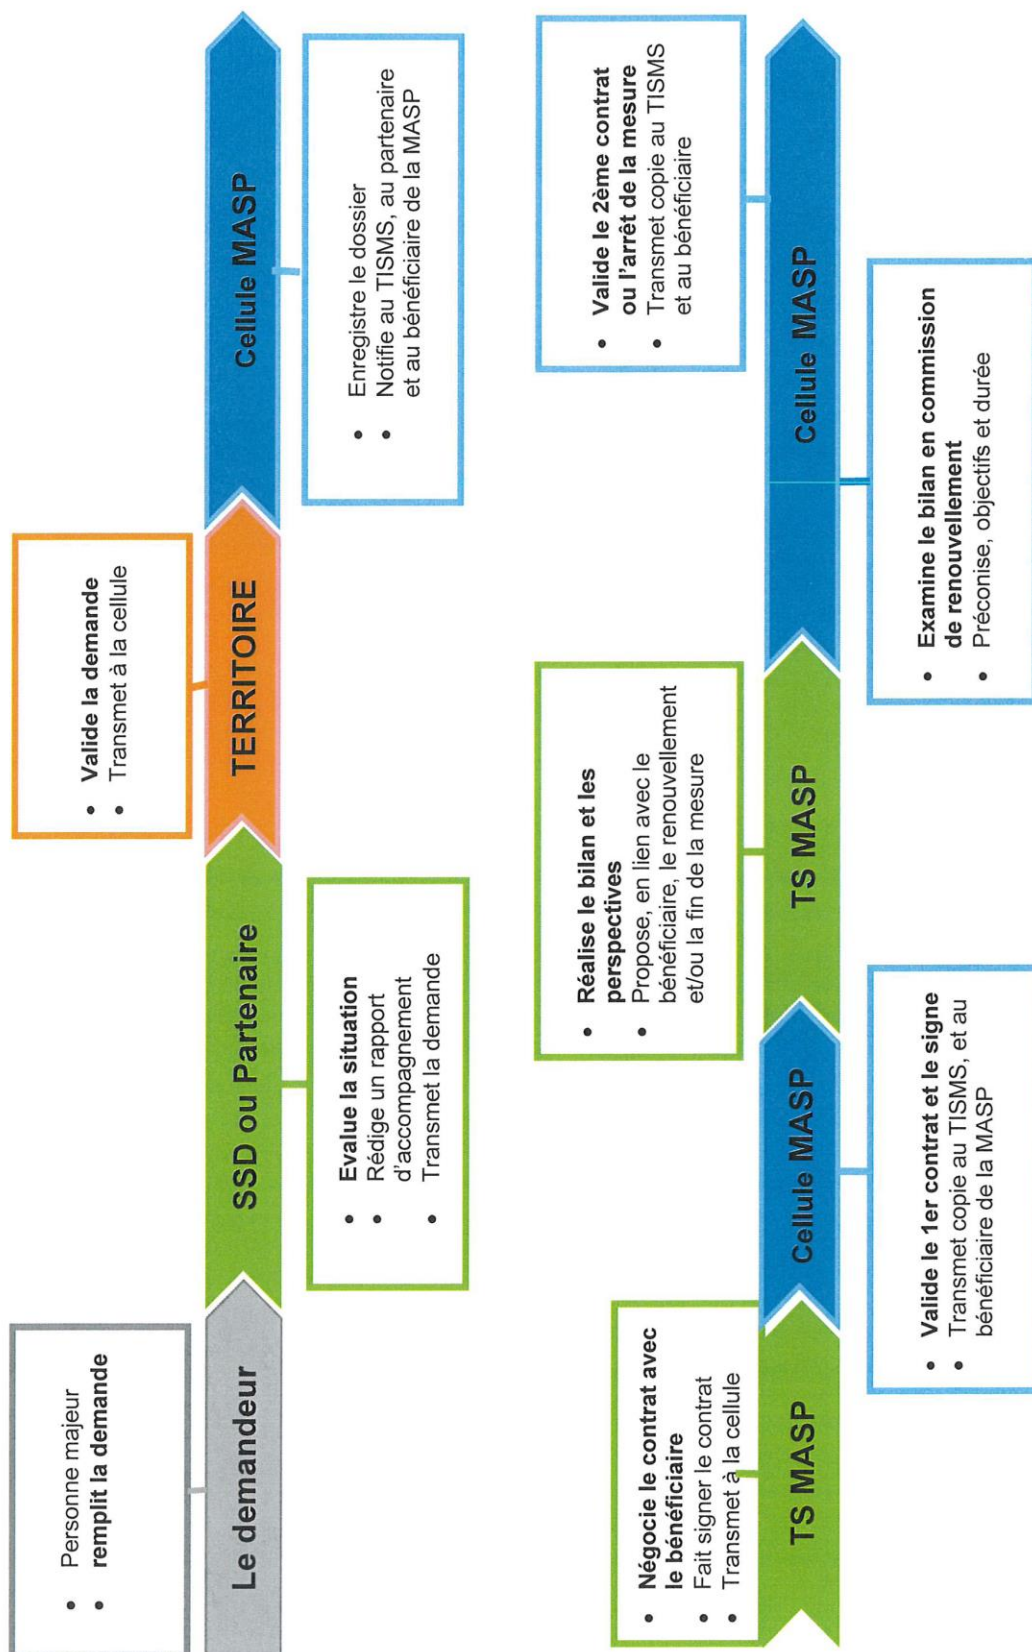 Personne majeur
remplit la demande
Le demandeur
SSD ou Partenaire
Evalue la situation
Rédige un rapport
d'accompagnement
Transmet la demande
Valide la demande
Transmet à la cellule
TERRITOIRE
Cellule MASP
Enregistre le dossier
Notifie au TISMS, au partenaire
et au bénéficiaire de la MASP
Négocie le contrat avec
le bénéficiaire
Fait signer le contrat
Transmet à la cellule
TS MASP
Cellule MASP
Valide le 1er contrat et le signe
Transmet copie au TISMS, et au
bénéficiaire de la MASP
Réalise le bilan et les
perspectives
Propose, en lien avec le
bénéficiaire, le renouvellement
et/ou la fin de la mesure
TS MASP
Cellule MASP
Examine le bilan en commission
de renouvellement
Préconise, objectifs et durée
Valide le 2ème contrat
ou l'arrêt de la mesure
Transmet copie au TISMS
et au bénéficiaire